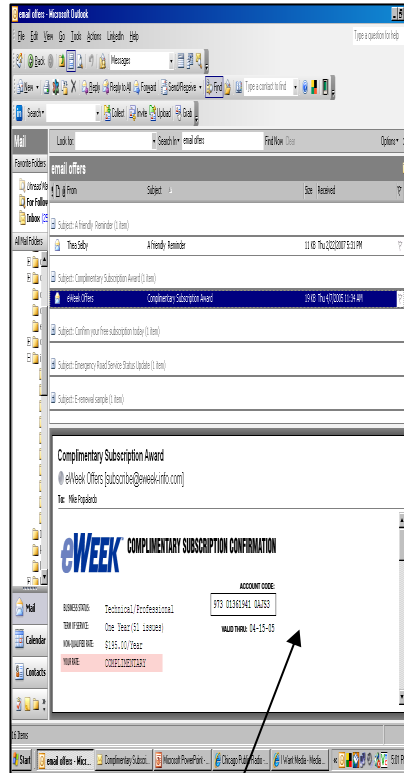 email offers - Microsoft Outlook
File Edit View Go Tools Actions LinkedIn Help Type a question for help
Back Messages
New Reply Reply to All Forward Send/Receive Find Type a contact to find
Search Collect Invite Upload Grab
Mail Look for: Search In email offers Find Now Clear Options
Favorite Folders email offers
Unread Ma
For Follow
Inbox (25
From Subject Size Received
Subject: A friendly Reminder (1 item)
All Mail Folders
Thea Selby A friendly Reminder 11 KB Thu 2/22/2007 5:31 PM
Subject: Complimentary Subscription Award (1 item)
eWeek Offers Complimentary Subscription Award 19 KB Thu 4/7/2005 11:34 AM
Subject: Confirm your free subscription today (1 item)
Subject: Emergency Road Service Status Update (1 item)
Subject: E-renewal sample (1 item)
Complimentary Subscription Award
eWeek Offers [subscribe@eweek-info.com]
To: Mike
eWEEK COMPLIMENTARY SUBSCRIPTION CONFIRMATION
ACCOUNT CODE:
973 01361941 0AJS3
BUSINESS STATUS: Technical/Professional
TERM OF SERVICE: One Year(51 issues) VALID THRU: 04-15-05
NON-QUALIFIED RATE: $195.00/Year
YOUR RATE: COMPLIMENTARY
Mail
Calendar
Contacts
16 Items
Start email offers - Micr... Complimentary Subscri... Microsoft PowerPoint - ... Chicago Public Radio - ... I Want Media - Media... 5:01 P